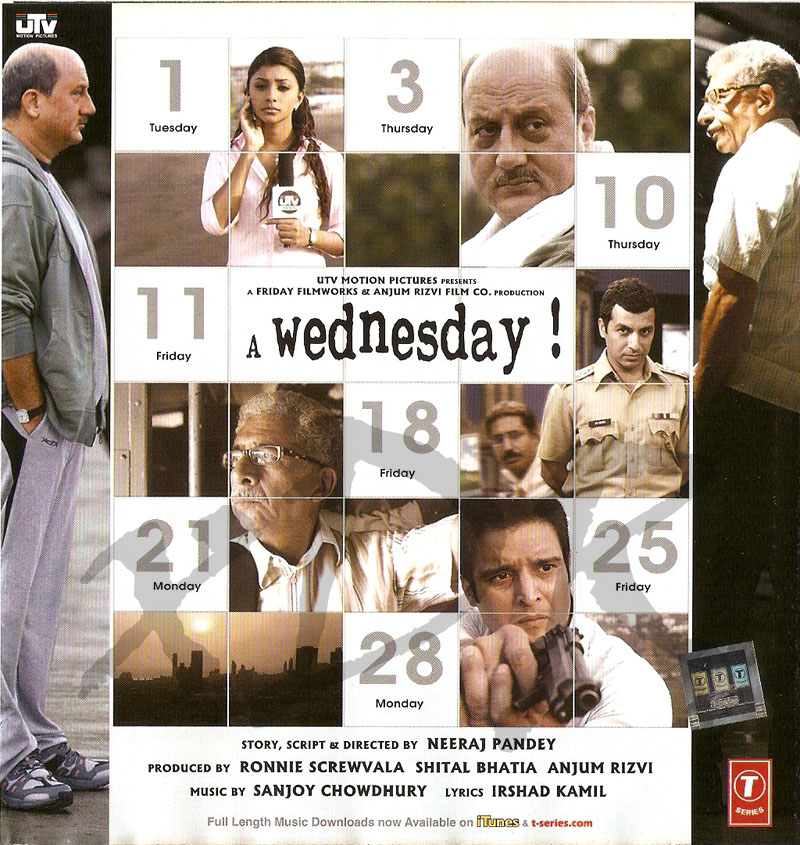 UTV
MOTION PICTURES
1
Tuesday
3
Thursday
UTV
10
Thursday
UTV MOTION PICTURES PRESENTS
A FRIDAY FILMWORKS & ANJUM RIZVI FILM CO. PRODUCTION
A wednesday !
11
Friday
18
Friday
21
Monday
25
Friday
28
Monday
STORY, SCRIPT & DIRECTED BY NEERAJ PANDEY
PRODUCED BY RONNIE SCREWVALA SHITAL BHATIA ANJUM RIZVI
MUSIC BY SANJOY CHOWDHURY LYRICS IRSHAD KAMIL
Full Length Music Downloads now Available on iTunes & t-series.com
T
SERIES
T T T